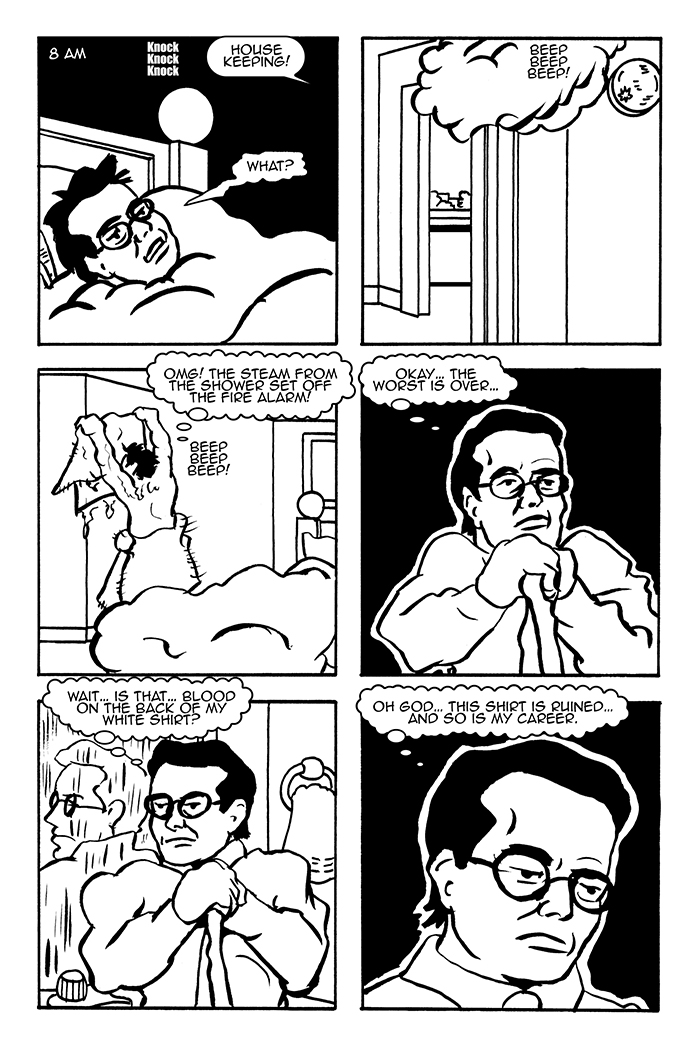 8 AM
Knock
Knock
Knock
HOUSE
KEEPING!
WHAT?
BEEP
BEEP
BEEP!
OMG! THE STEAM FROM
THE SHOWER SET OFF
THE FIRE ALARM!
BEEP
BEEP
BEEP!
OKAY... THE
WORST IS OVER...
WAIT... IS THAT... BLOOD
ON THE BACK OF MY
WHITE SHIRT?
OH GOD... THIS SHIRT IS RUINED...
AND SO IS MY CAREER.